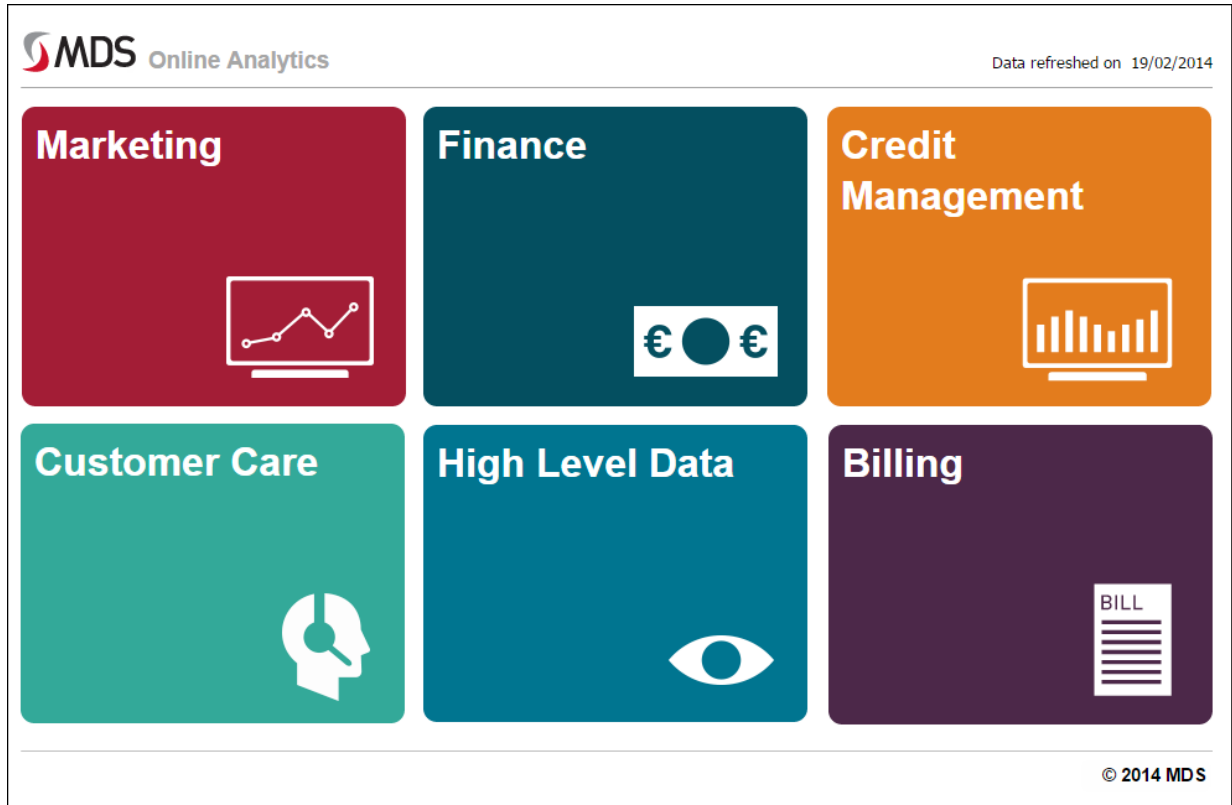 MDS Online Analytics
Data refreshed on 19/02/2014
Marketing
Finance
€ €
Credit
Management
Customer Care
High Level Data
Billing
BILL
© 2014 MDS